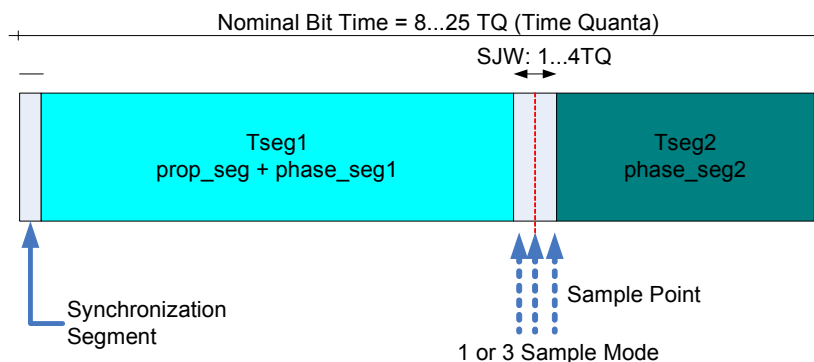 Nominal Bit Time = 8...25 TQ (Time Quanta)
SJW: 1...4TQ
Tseg1
prop_seg + phase_seg1
Tseg2
phase_seg2
Sample Point
Synchronization
Segment
1 or 3 Sample Mode